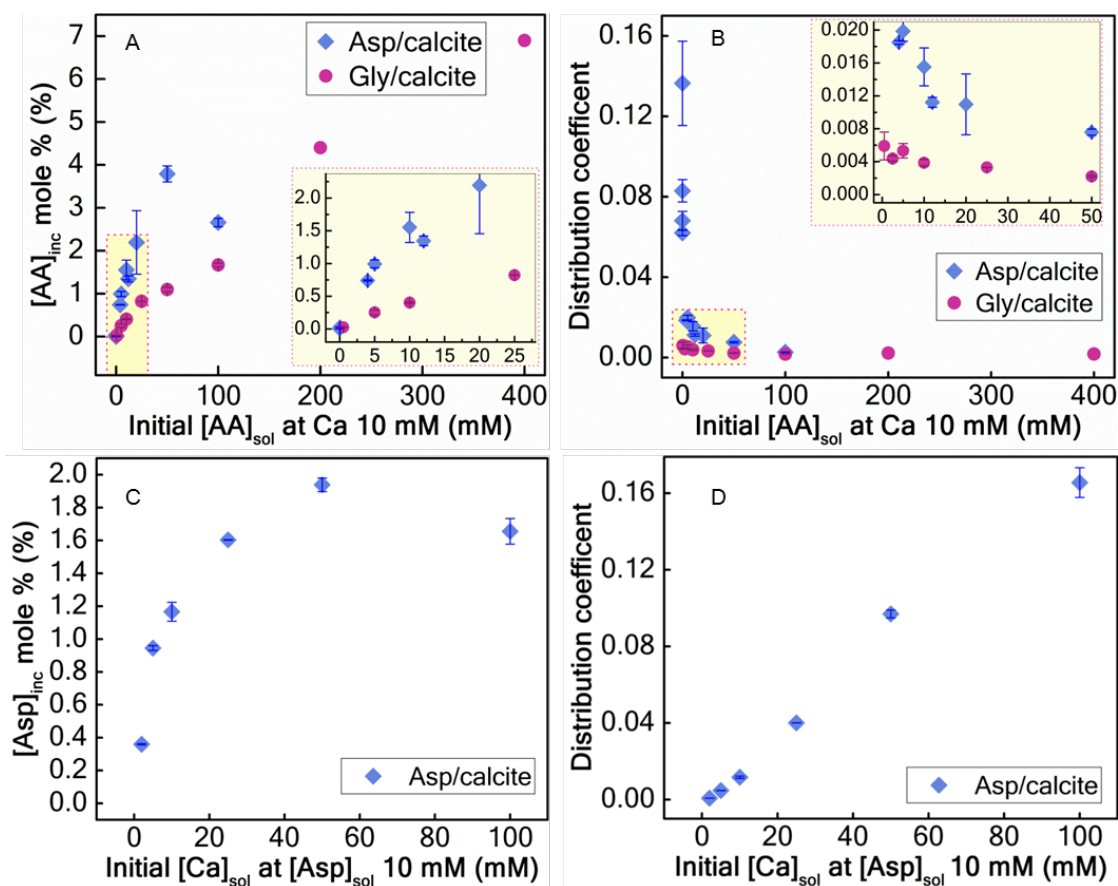 A
Asp/calcite
Gly/calcite
[AA]inc mole % (%)
7
6
5
4
3
2
1
0
2.0
1.5
1.0
0.5
0.0
0 5 10 15 20 25
0 100 200 300 400
Initial [AA]sol at Ca 10 mM (mM)
B
Distribution coefficent
0.16
0.12
0.08
0.04
0.00
0.020
0.016
0.012
0.008
0.004
0.000
0 10 20 30 40 50
Asp/calcite
Gly/calcite
0 100 200 300 400
Initial [AA]sol at Ca 10 mM (mM)
C
[Asp]inc mole % (%)
2.0
1.8
1.6
1.4
1.2
1.0
0.8
0.6
0.4
0.2
0.0
Asp/calcite
0 20 40 60 80 100
Initial [Ca]sol at [Asp]sol 10 mM (mM)
D
Distribution coefficent
0.16
0.12
0.08
0.04
0.00
Asp/calcite
0 20 40 60 80 100
Initial [Ca]sol at [Asp]sol 10 mM (mM)